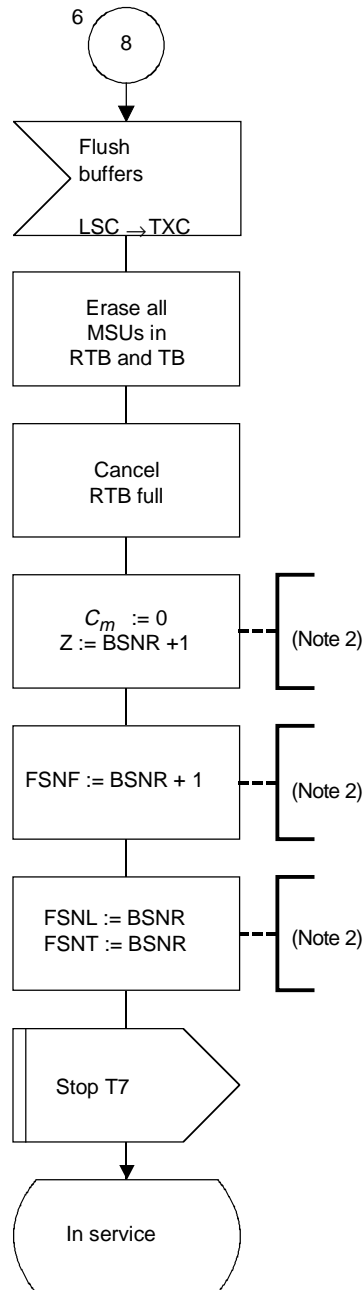 6
8
Flush
buffers
LSC → TXC
Erase all
MSUs in
RTB and TB
Cancel
RTB full
Cm := 0
Z := BSNR +1
(Note 2)
FSNF := BSNR + 1
(Note 2)
FSNL := BSNR
FSNT := BSNR
(Note 2)
Stop T7
In service